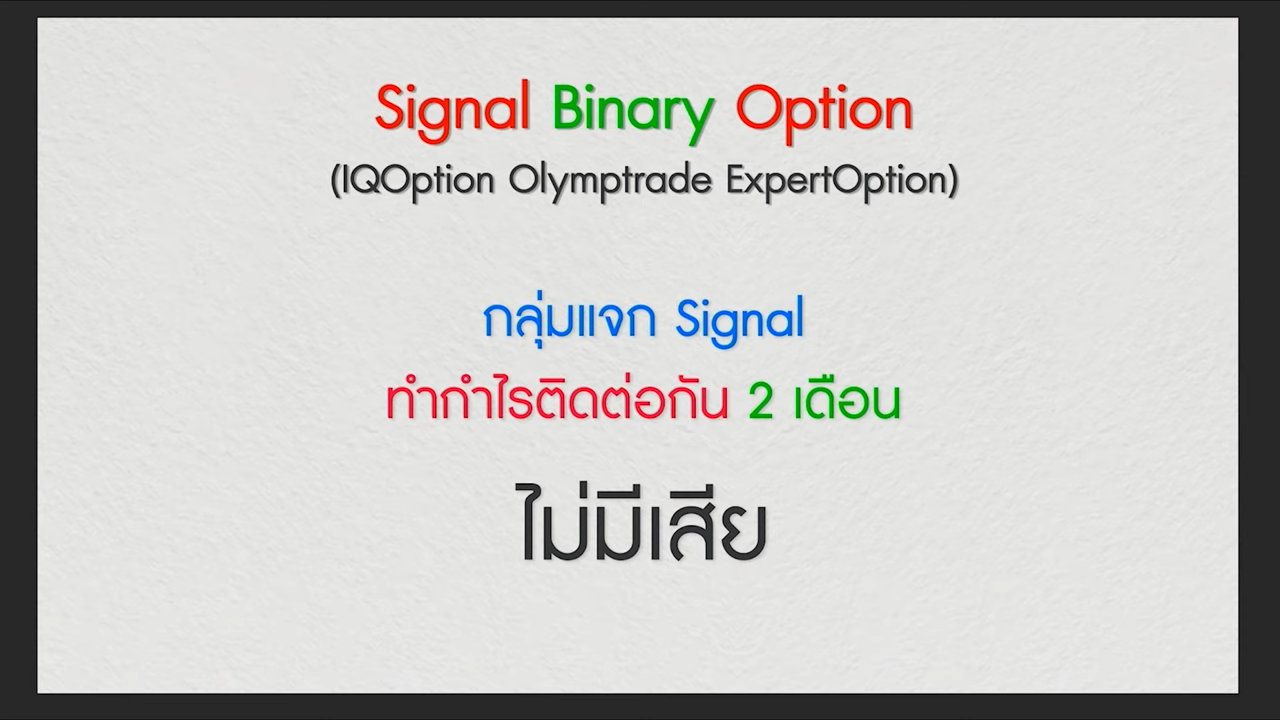 Signal Binary Option
(IQOption Olymptrade ExpertOption)
กลุ่มแจก Signal
ทำกำไรติดต่อกัน 2 เดือน
ไม่มีเสีย